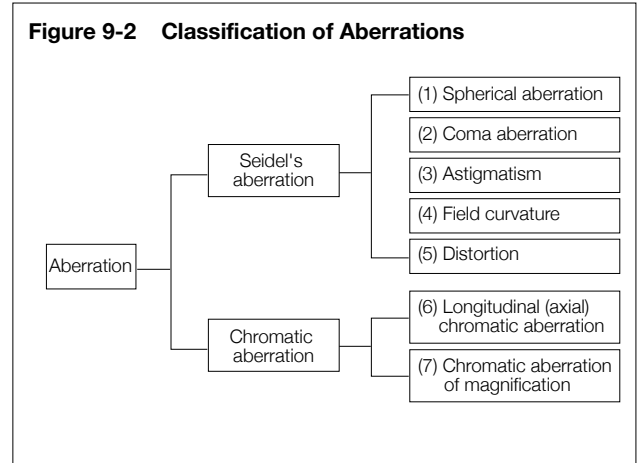 Figure 9-2 Classification of Aberrations
Aberration
Seidel's
aberration
(1) Spherical aberration
(2) Coma aberration
(3) Astigmatism
(4) Field curvature
(5) Distortion
Chromatic
aberration
(6) Longitudinal (axial)
chromatic aberration
(7) Chromatic aberration
of magnification